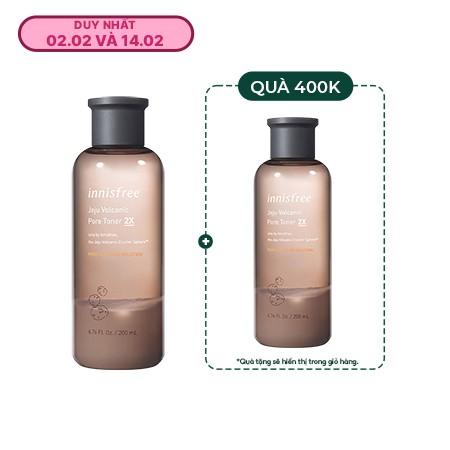 DUY NHẤT
02.02 VÀ 14.02
QUÀ 400K
innisfree
Jeju Volcanic
Pore Toner 2X
6.76 Fl. Oz. / 200 mL
innisfree
Jeju Volcanic
Pore Toner 2X
6.76 Fl. Oz. / 200 mL
+
*Quà tặng sẽ hiển thị trong giỏ hàng.